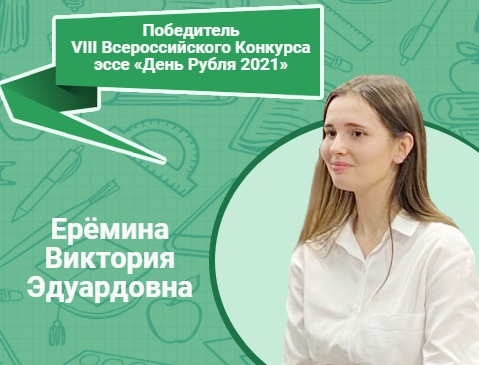 Победитель
VIII Всероссийского Конкурса
эссе «День Рубля 2021»
Ерёмина
Виктория
Эдуардовна